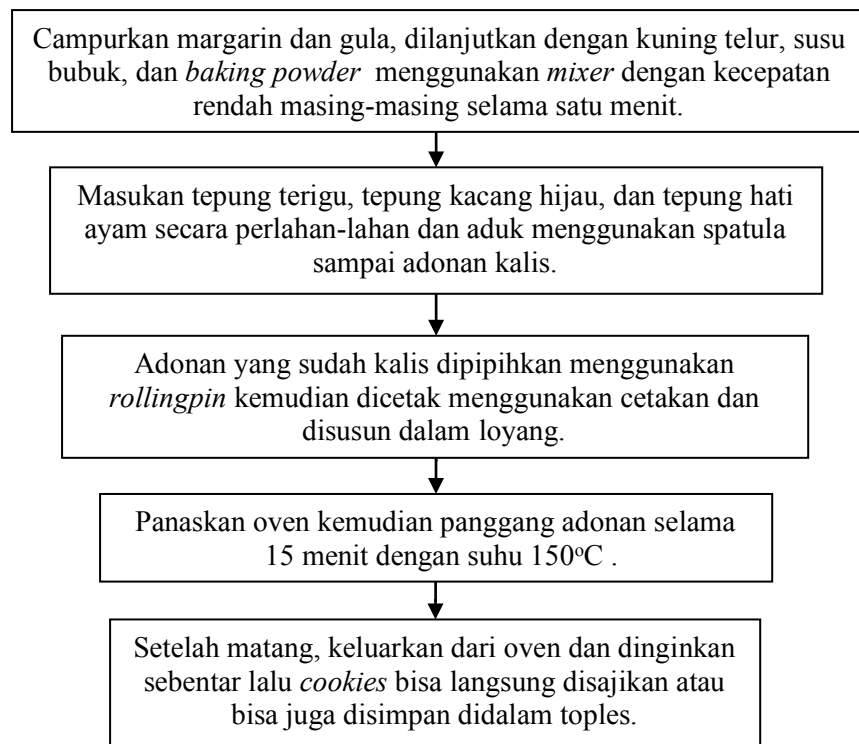 Campurkan margarin dan gula, dilanjutkan dengan kuning telur, susu
bubuk, dan baking powder menggunakan mixer dengan kecepatan
rendah masing-masing selama satu menit.
Masukan tepung terigu, tepung kacang hijau, dan tepung hati
ayam secara perlahan-lahan dan aduk menggunakan spatula
sampai adonan kalis.
Adonan yang sudah kalis dipipihkan menggunakan
rollingpin kemudian dicetak menggunakan cetakan dan
disusun dalam loyang.
Panaskan oven kemudian panggang adonan selama
15 menit dengan suhu 150ºC .
Setelah matang, keluarkan dari oven dan dinginkan
sebentar lalu cookies bisa langsung disajikan atau
bisa juga disimpan didalam toples.